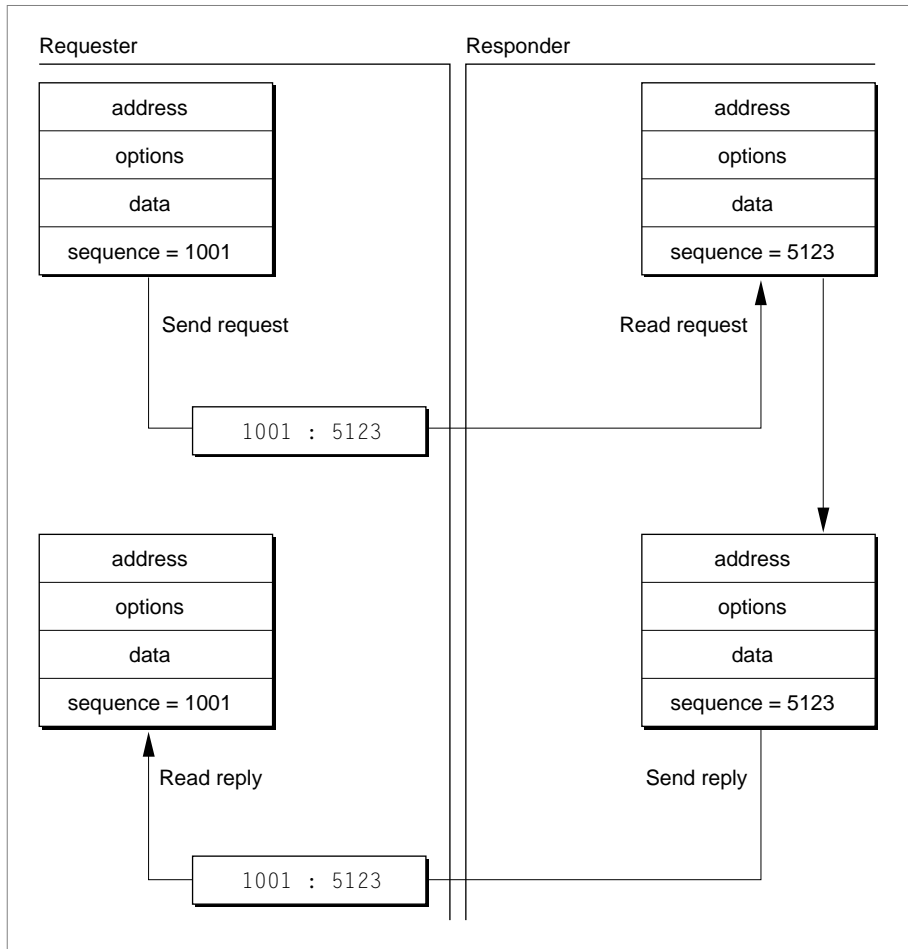 Requester
Responder
address
options
data
sequence = 1001
address
options
data
sequence = 5123
Send request
Read request
1001 : 5123
address
options
data
sequence = 1001
address
options
data
sequence = 5123
Read reply
Send reply
1001 : 5123